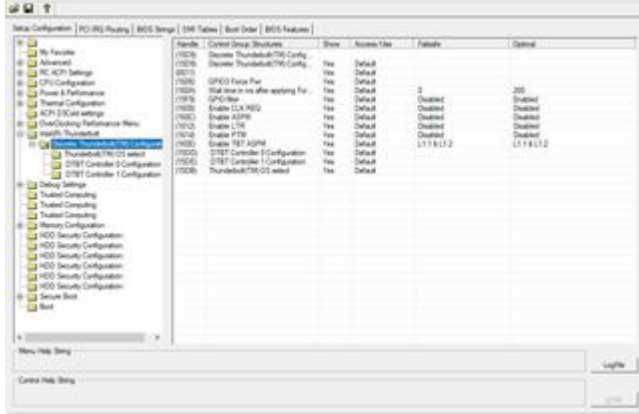 Setup Configuration PCI IRQ Routing BIOS Strings DMI Tables Boot Order BIOS Features
My Favorite
Advanced
RC ACPI Settings
CPU Configuration
Power & Performance
Thermal Configuration
ACPI D3Cold settings
OverClocking Performance Menu
Intel(R) Thunderbolt
Discrete Thunderbolt(TM) Configurati
Thunderbolt(TM) OS select
DTBT Controller 0 Configuration
DTBT Controller 1 Configuration
Debug Settings
Trusted Computing
Trusted Computing
Trusted Computing
Memory Configuration
HDD Security Configuration
HDD Security Configuration
HDD Security Configuration
HDD Security Configuration
HDD Security Configuration
HDD Security Configuration
Secure Boot
Boot
Handle Control Group Structures Show Access/Use Failsafe Optimal
Discrete Thunderbolt(TM) Config...
Discrete Thunderbolt(TM) Config... Yes Default
Yes Default
GPIO3 Force Pwr Yes Default
Wait time in ms after applying For... Yes Default 0 200
GPIO filter Yes Default Disabled Enabled
Enable CLK REQ Yes Default Disabled Disabled
Enable ASPM Yes Default Disabled Disabled
Enable LTR Yes Default Disabled Disabled
Enable PTM Yes Default Disabled Disabled
Enable TBT ASPM Yes Default L1.1 & L1.2 L1.1 & L1.2
DTBT Controller 0 Configuration Yes Default
DTBT Controller 1 Configuration Yes Default
Thunderbolt(TM) OS select Yes Default
Menu Help String
Logfile
Control Help String